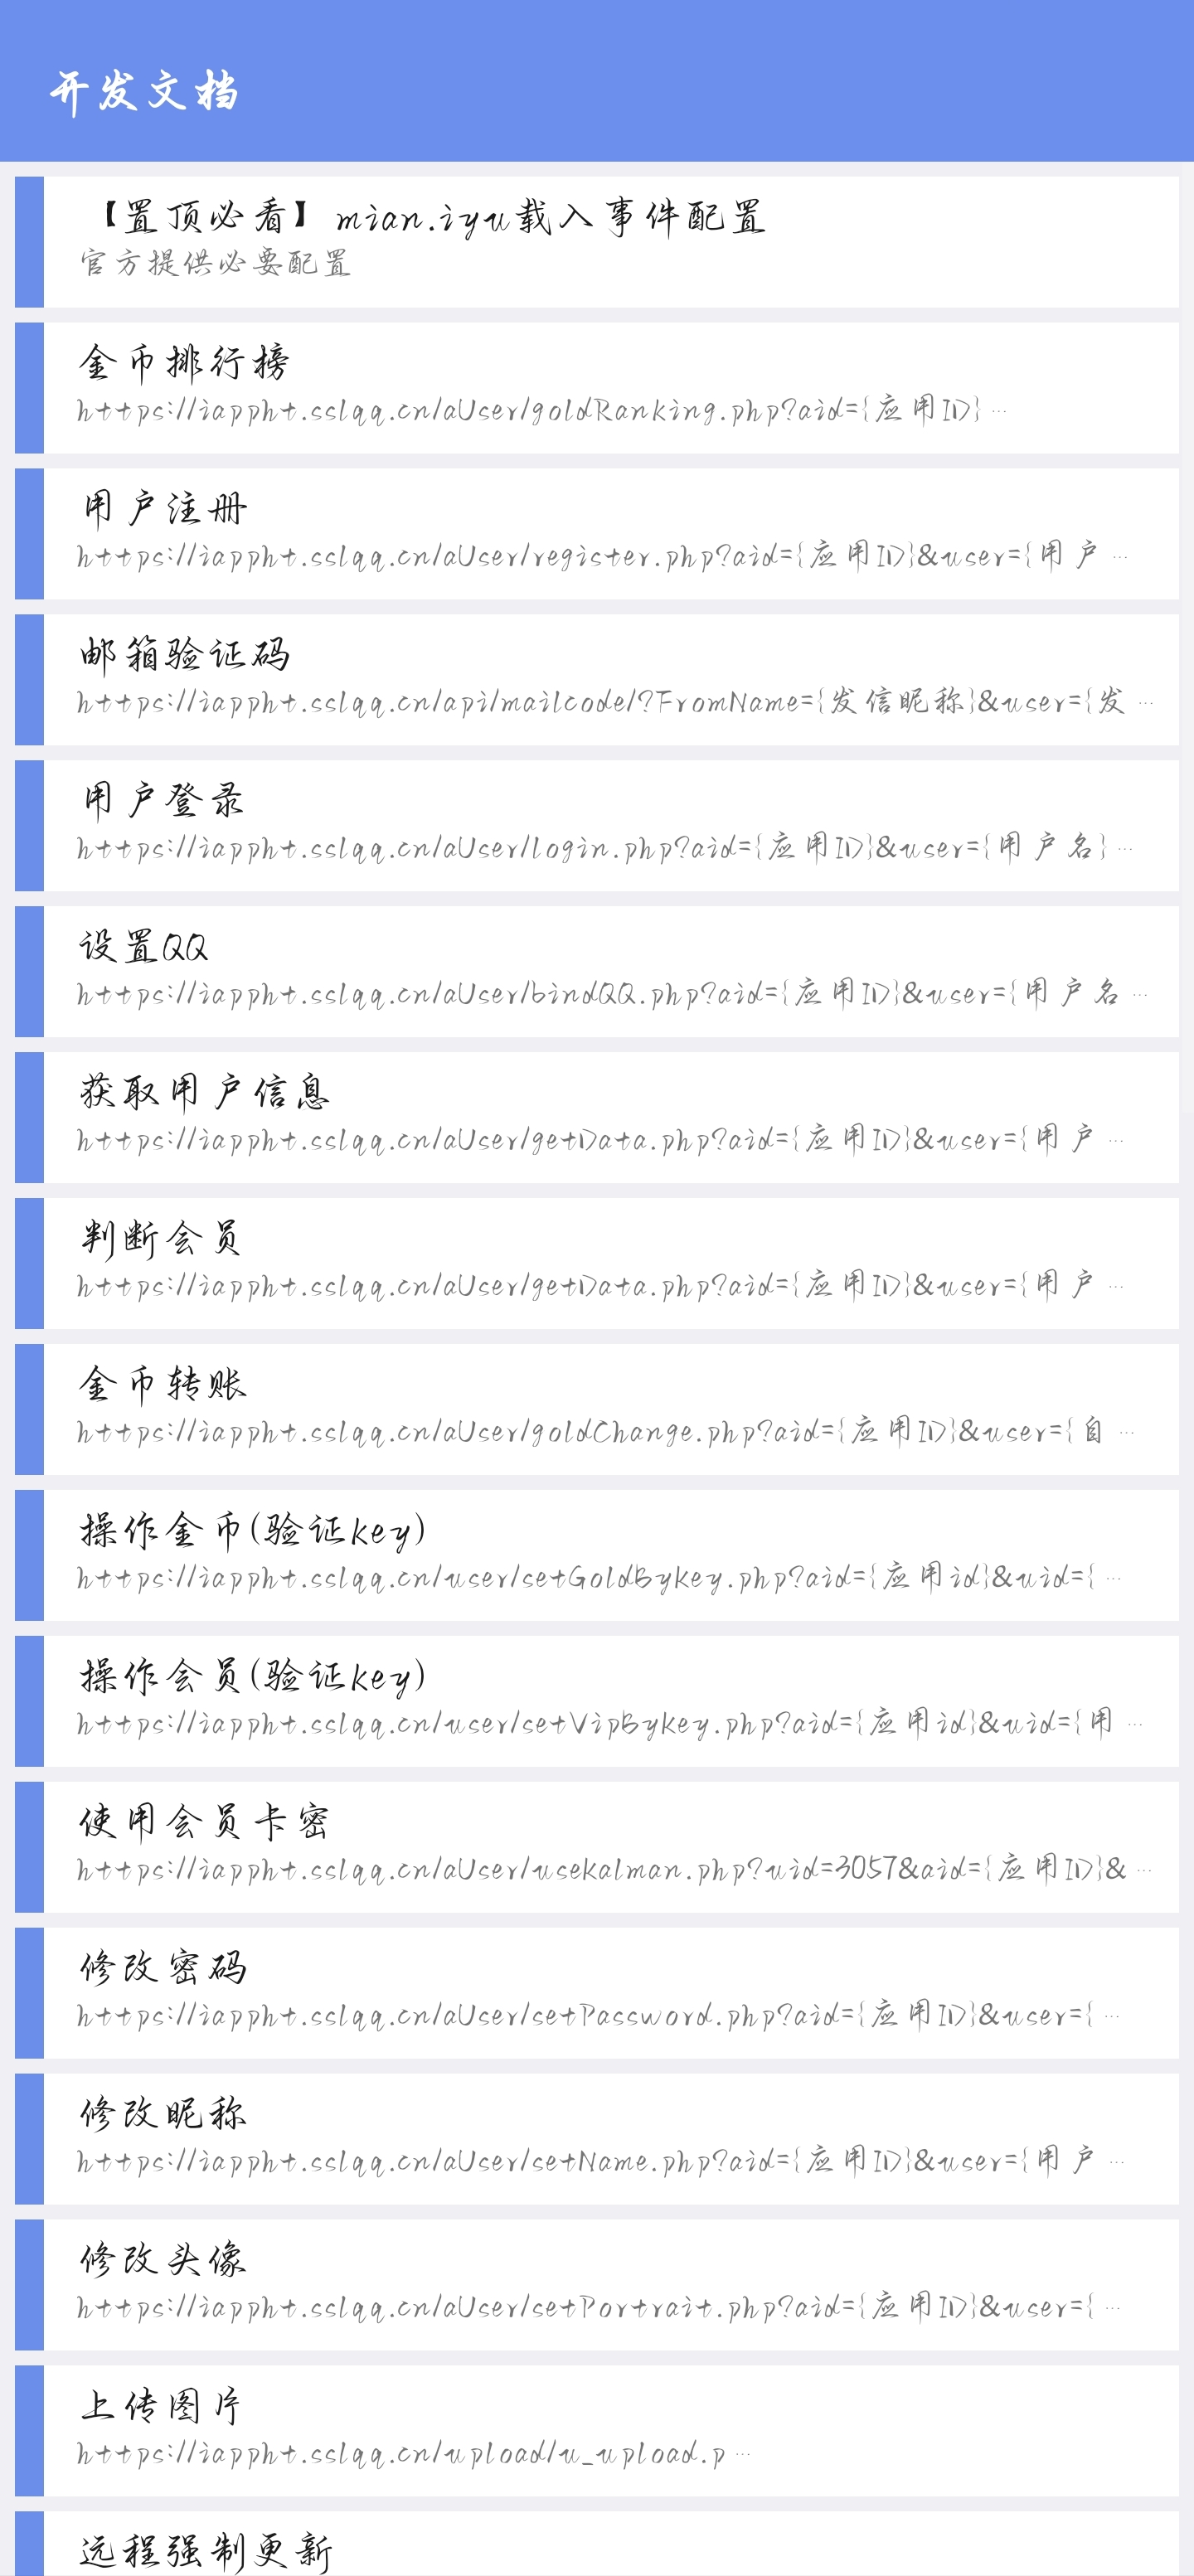 开发文档
【置顶必看】mian.iyu载入事件配置
官方提供必要配置
金币排行榜
https://iappht.sslqq.cn/aUser/goldRanking.php?aid={应用ID} ...
用户注册
https://iappht.sslqq.cn/aUser/register.php?aid={应用ID}&user={用户 ...
邮箱验证码
https://iappht.sslqq.cn/api/mailcode/?FromName={发信昵称}&user={发 ...
用户登录
https://iappht.sslqq.cn/aUser/login.php?aid={应用ID}&user={用户名} ...
设置QQ
https://iappht.sslqq.cn/aUser/bindQQ.php?aid={应用ID}&user={用户名 ...
获取用户信息
https://iappht.sslqq.cn/aUser/getData.php?aid={应用ID}&user={用户 ...
判断会员
https://iappht.sslqq.cn/aUser/getData.php?aid={应用ID}&user={用户 ...
金币转账
https://iappht.sslqq.cn/aUser/goldChange.php?aid={应用ID}&user={自 ...
操作金币(验证key)
https://iappht.sslqq.cn/user/setGoldByKey.php?aid={应用id}&uid={ ...
操作会员(验证key)
https://iappht.sslqq.cn/user/setVipByKey.php?aid={应用id}&uid={用 ...
使用会员卡密
https://iappht.sslqq.cn/aUser/usekalman.php?uid=3057&aid={应用ID}& ...
修改密码
https://iappht.sslqq.cn/aUser/setPassword.php?aid={应用ID}&user={ ...
修改昵称
https://iappht.sslqq.cn/aUser/setName.php?aid={应用ID}&user={用户 ...
修改头像
https://iappht.sslqq.cn/aUser/setPortrait.php?aid={应用ID}&user={ ...
上传图片
https://iappht.sslqq.cn/upload/u_upload.p ...
远程强制更新